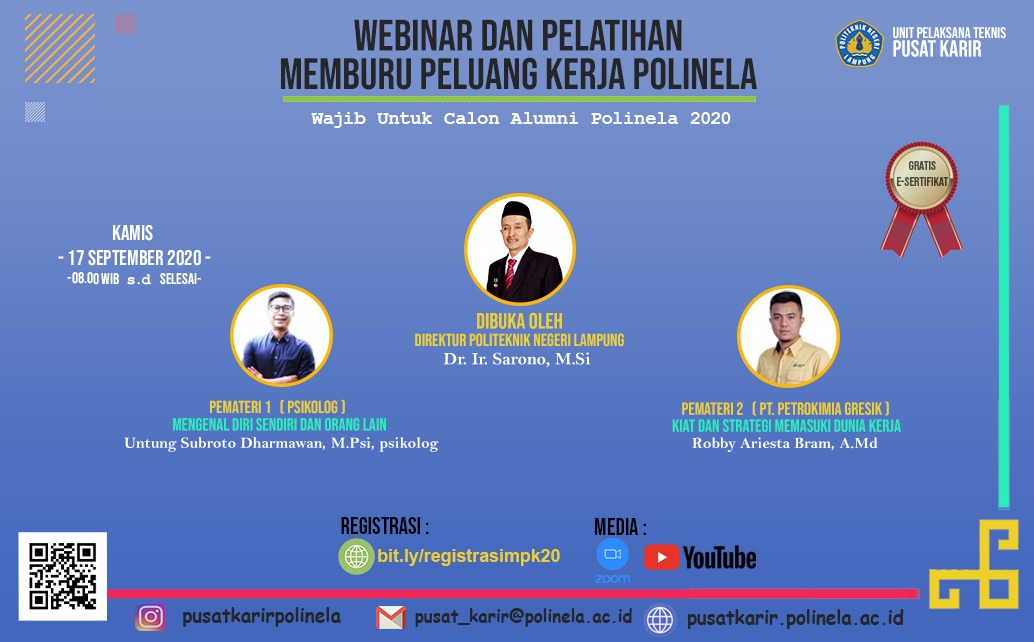 WEBINAR DAN PELATIHAN
MEMBURU PELUANG KERJA POLINELA
Wajib Untuk Calon Alumni Polinela 2020
POLITEKNIK NEGERI
LAMPUNG
UNIT PELAKSANA TEKNIS
PUSAT KARIR
GRATIS
E-SERTIFIKAT
KAMIS
- 17 SEPTEMBER 2020 -
-08.00 WIB s.d SELESAI-
DIBUKA OLEH
DIREKTUR POLITEKNIK NEGERI LAMPUNG
Dr. Ir. Sarono, M.Si
PEMATERI 1 ( PSIKOLOG )
MENGENAL DIRI SENDIRI DAN ORANG LAIN
Untung Subroto Dharmawan, M.Psi, psikolog
PEMATERI 2 ( PT. PETROKIMIA GRESIK )
KIAT DAN STRATEGI MEMASUKI DUNIA KERJA
Robby Ariesta Bram, A.Md
REGISTRASI :
bit.ly/registrasimpk20
MEDIA :
zoom
YouTube
pusatkarirpolinela
pusat_karir@polinela.ac.id
pusatkarir.polinela.ac.id